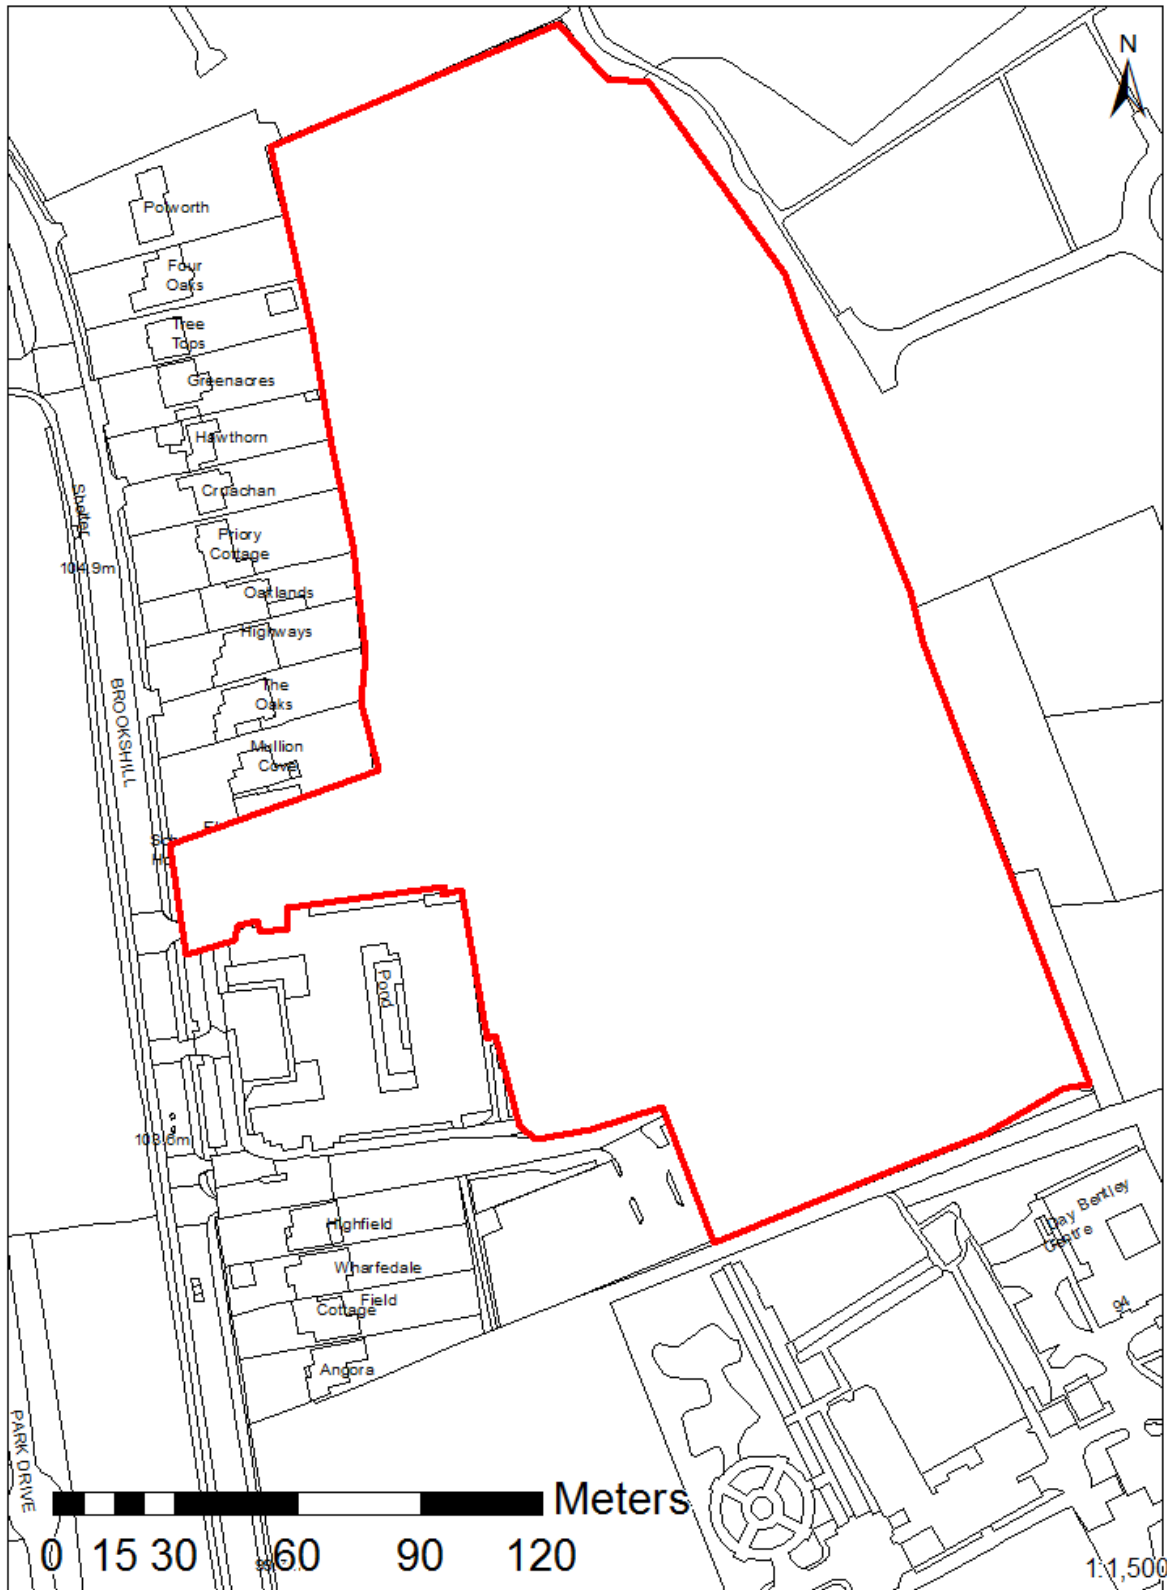 N
Polworth
Four
Oaks
Tree
Tops
Greenacres
Hawthorn
Cruachan
Shelter
Priory
Cottage
104.9m
Oaklands
Highways
BROOKSHILL
The
Oaks
Mullion
Cove
Pond
103.6m
Highfield
Wharfedale
Field
Cottage
Angora
Day Bentley
Centre
94
PARK DRIVE
Meters
0 15 30 60 90 120
1:1,500